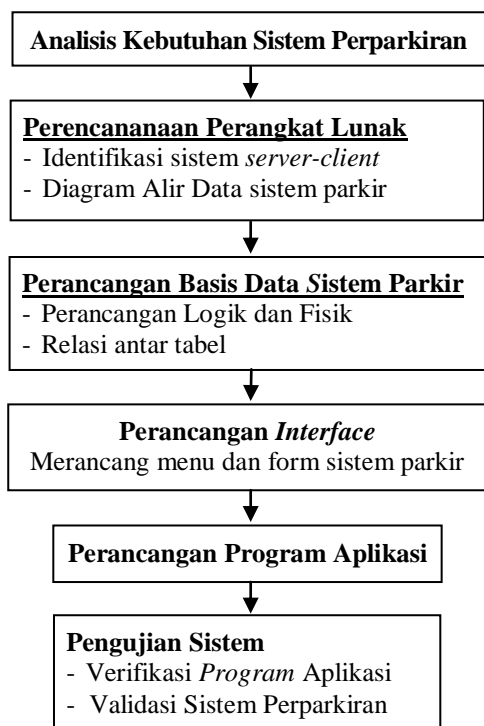 Analisis Kebutuhan Sistem Perparkiran
Perencananaan Perangkat Lunak
- Identifikasi sistem server-client
- Diagram Alir Data sistem parkir
Perancangan Basis Data Sistem Parkir
- Perancangan Logik dan Fisik
- Relasi antar tabel
Perancangan Interface
Merancang menu dan form sistem parkir
Perancangan Program Aplikasi
Pengujian Sistem
- Verifikasi Program Aplikasi
- Validasi Sistem Perparkiran